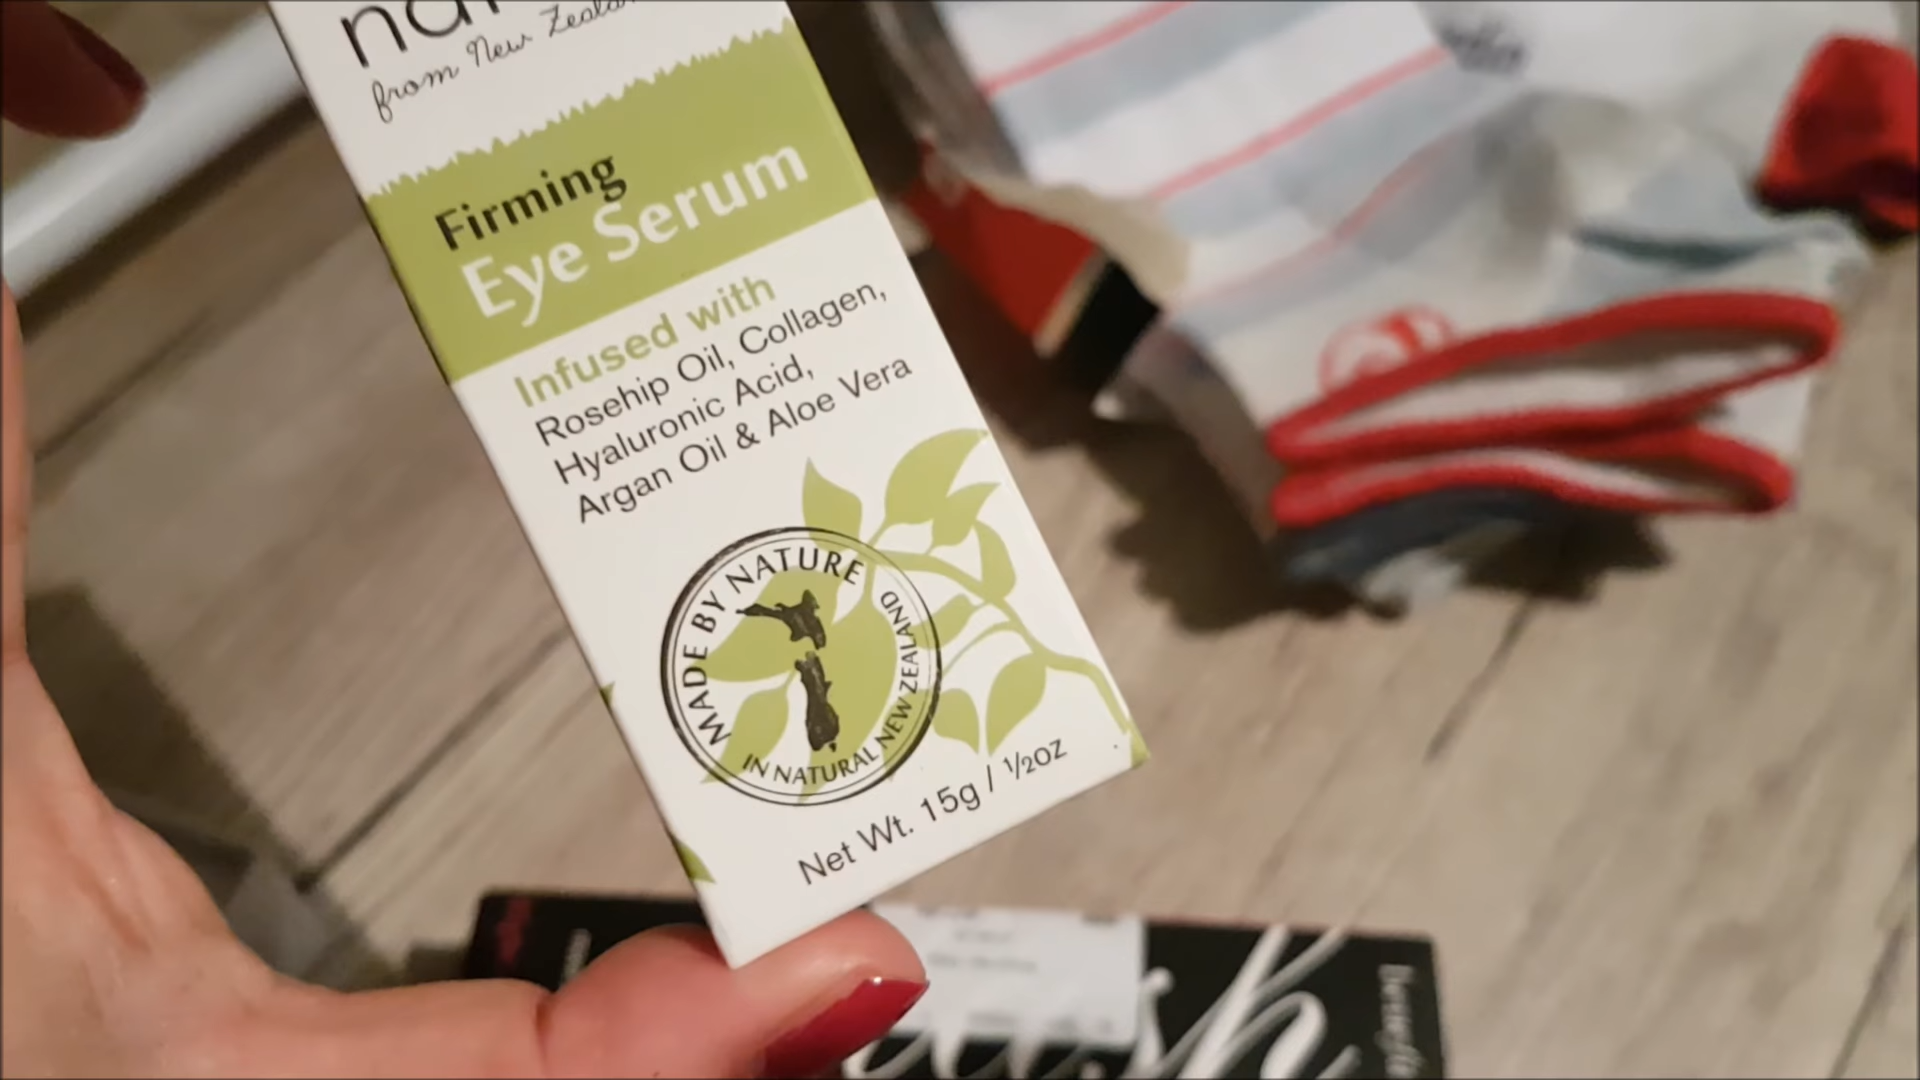 from New
Firming
Eye Serum
Infused with
Rosehip Oil, Collagen,
Hyaluronic Acid,
Argan Oil & Aloe Vera
MADE BY NATURE
IN NATURAL NEW ZEALAND
Net Wt. 15g / ½oz
benefit